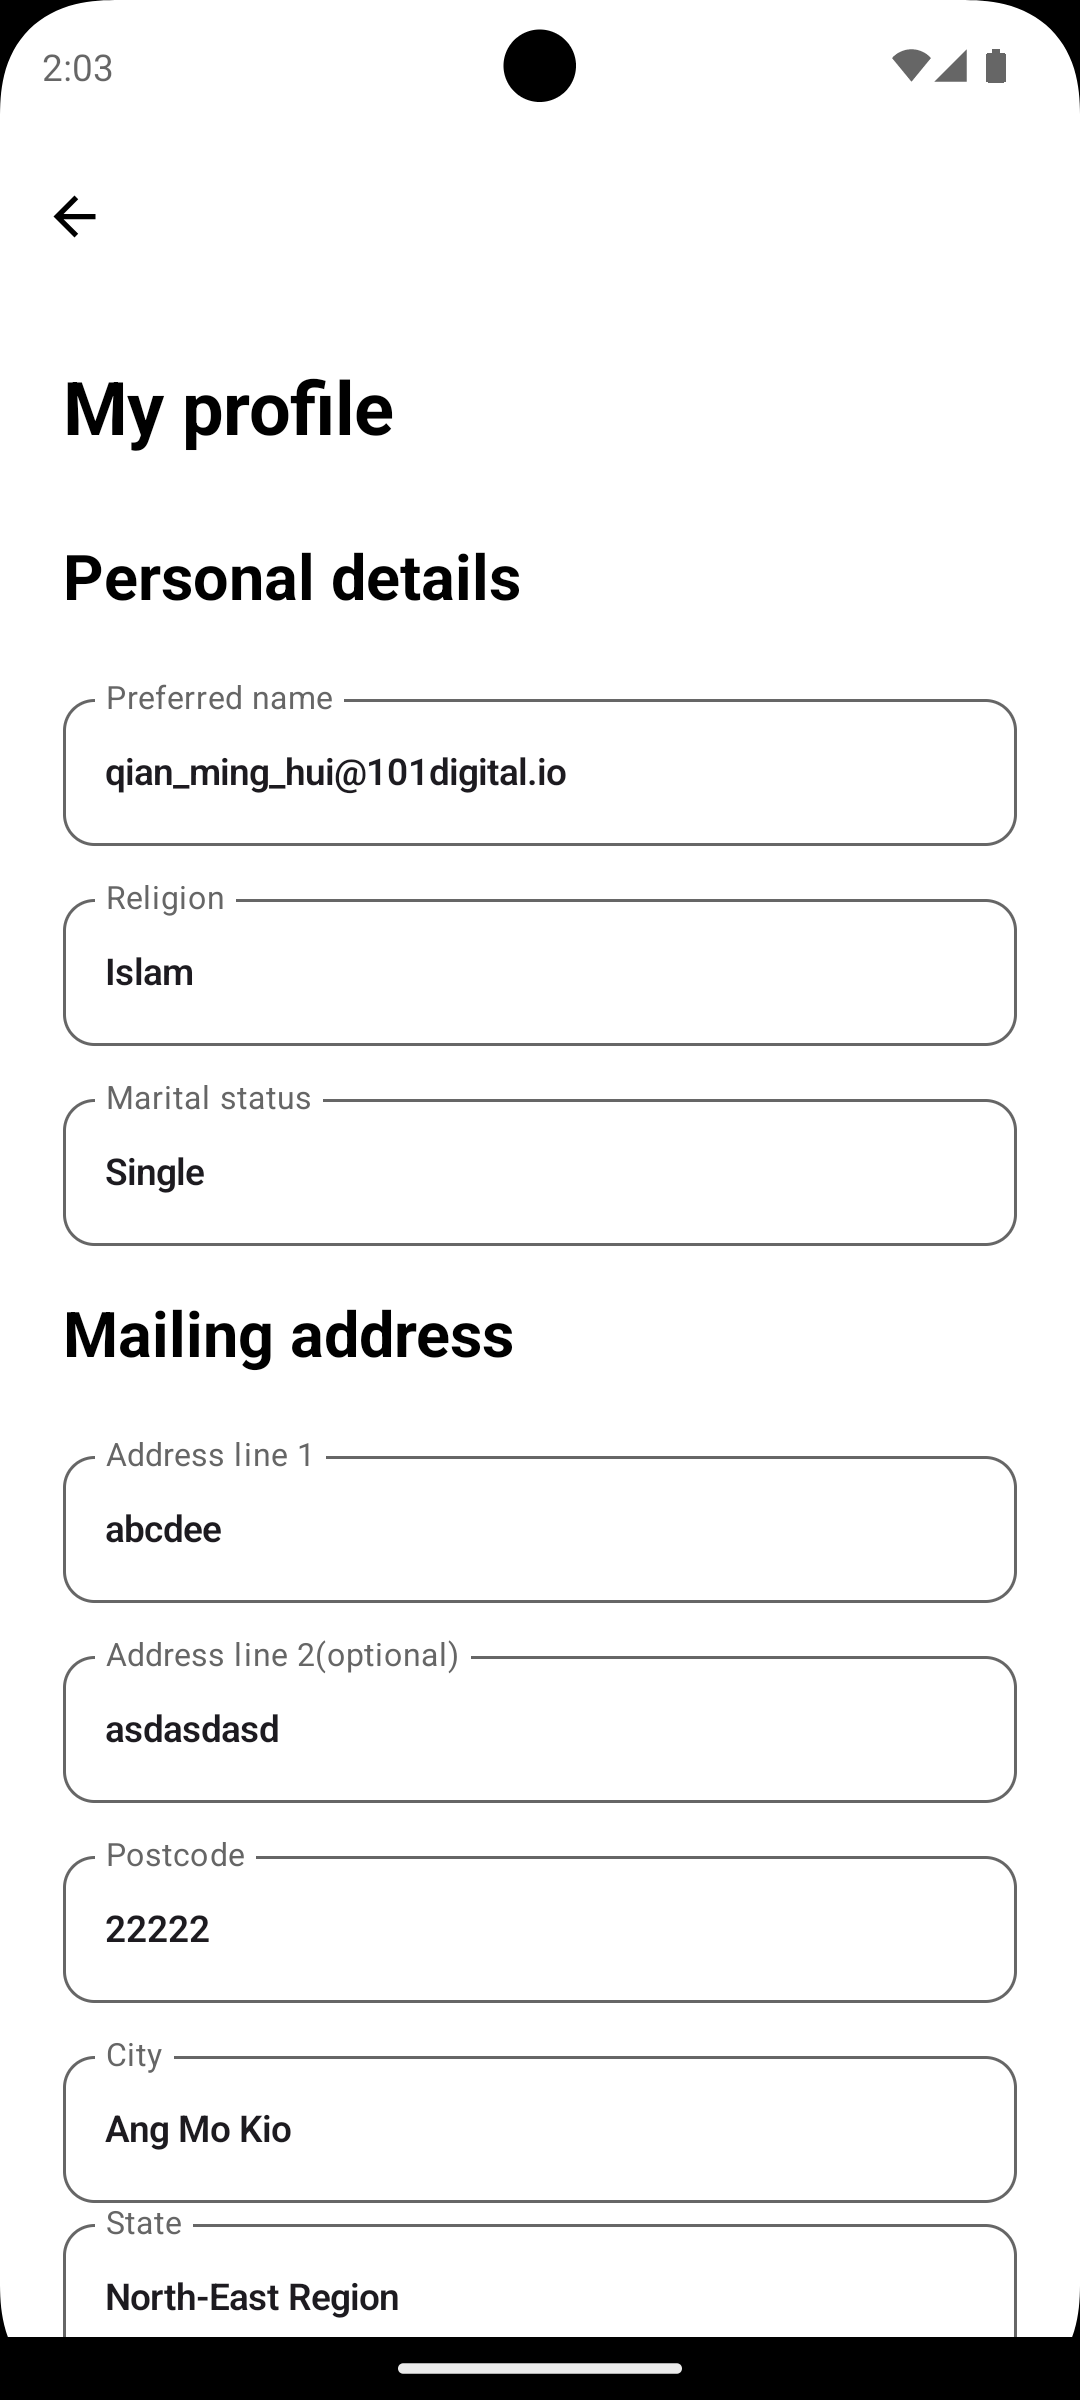 2:03
My profile
Personal details
Preferred name
qian_ming_hui@101digital.io
Religion
Islam
Marital status
Single
Mailing address
Address line 1
abcdee
Address line 2(optional)
asdasdasd
Postcode
22222
City
Ang Mo Kio
State
North-East Region